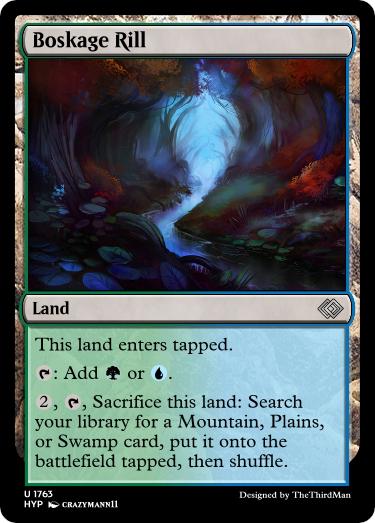 Boskage Rill
Land
This land enters tapped.
: Add or .
2, , Sacrifice this land: Search
your library for a Mountain, Plains,
or Swamp card, put it onto the
battlefield tapped, then shuffle.
U 1763
HYP CRAZYMANN11
Designed by TheThirdMan